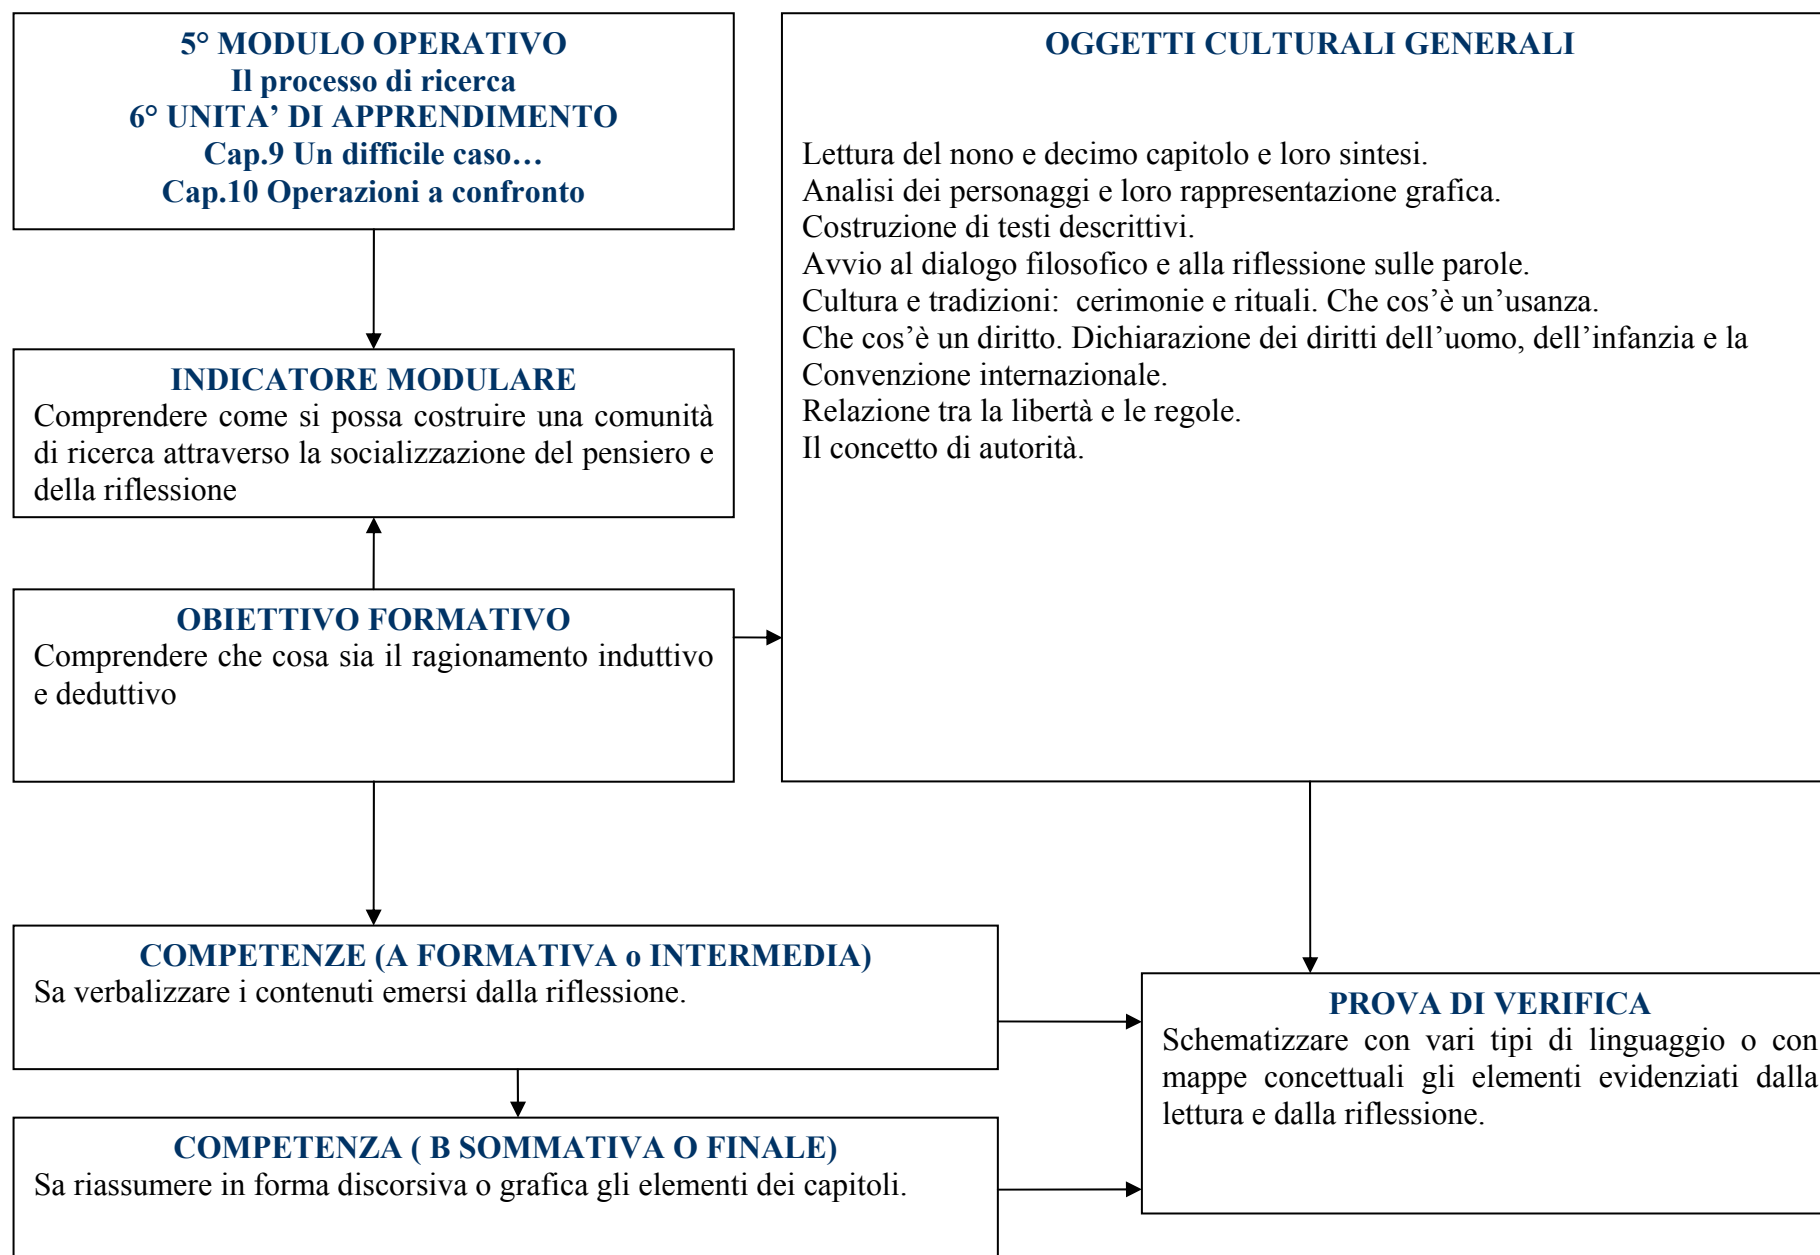 5° MODULO OPERATIVO
Il processo di ricerca
6° UNITA’ DI APPRENDIMENTO
Cap.9 Un difficile caso…
Cap.10 Operazioni a confronto
OGGETTI CULTURALI GENERALI
Lettura del nono e decimo capitolo e loro sintesi.
Analisi dei personaggi e loro rappresentazione grafica.
Costruzione di testi descrittivi.
Avvio al dialogo filosofico e alla riflessione sulle parole.
Cultura e tradizioni:  cerimonie e rituali. Che cos’è un’usanza.
Che cos’è un diritto. Dichiarazione dei diritti dell’uomo, dell’infanzia e la
Convenzione internazionale.
Relazione tra la libertà e le regole.
Il concetto di autorità.
INDICATORE MODULARE
Comprendere come si possa costruire una comunità
di ricerca attraverso la socializzazione del pensiero e
della riflessione
OBIETTIVO FORMATIVO
Comprendere che cosa sia il ragionamento induttivo
e deduttivo
COMPETENZE (A FORMATIVA o INTERMEDIA)
Sa verbalizzare i contenuti emersi dalla riflessione.
COMPETENZA ( B SOMMATIVA O FINALE)
Sa riassumere in forma discorsiva o grafica gli elementi dei capitoli.
PROVA DI VERIFICA
Schematizzare con vari tipi di linguaggio o con
mappe concettuali gli elementi evidenziati dalla
lettura e dalla riflessione.